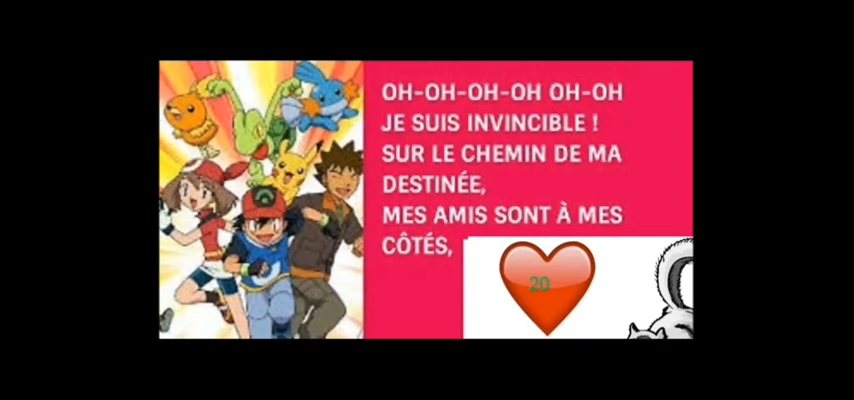 OH-OH-OH-OH OH-OH
JE SUIS INVINCIBLE !
SUR LE CHEMIN DE MA
DESTINÉE,
MES AMIS SONT À MES
CÔTÉS,
20